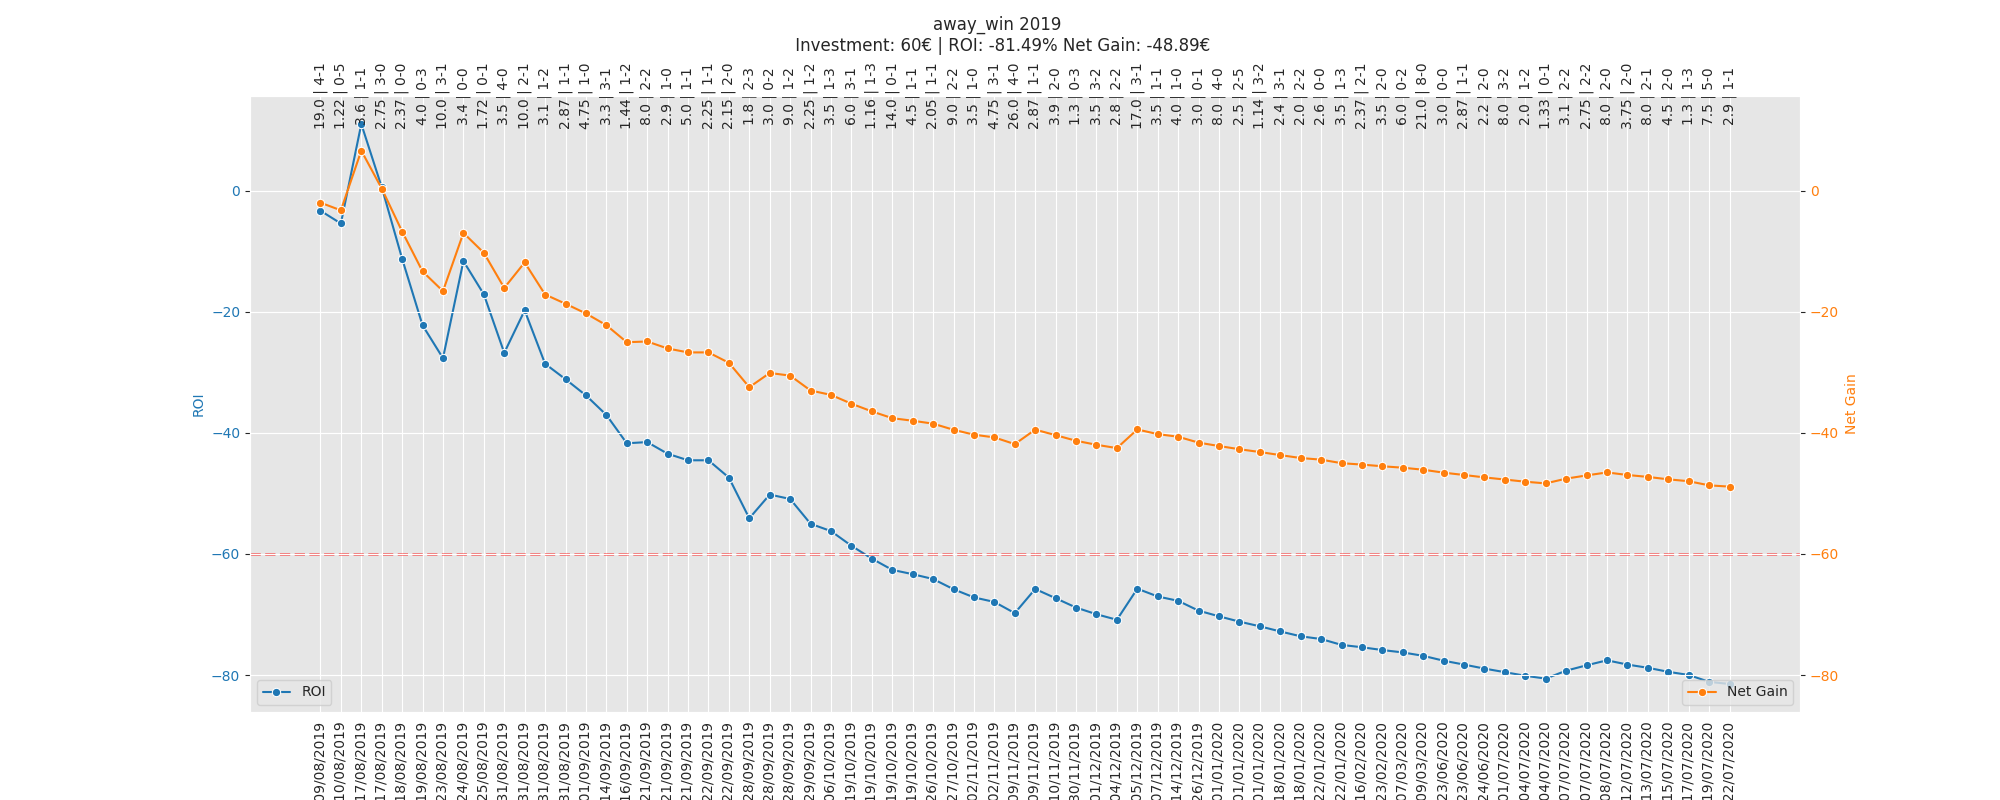 away_win 2019
Investment: 60€ | ROI: -81.49% Net Gain: -48.89€
19.0 | 4-1
1.22 | 0-5
3.6 | 1-1
2.75 | 3-0
2.37 | 0-0
4.0 | 0-3
10.0 | 3-1
3.4 | 0-0
1.72 | 0-1
3.5 | 4-0
10.0 | 2-1
3.1 | 1-2
2.87 | 1-1
4.75 | 1-0
3.3 | 3-1
1.44 | 1-2
8.0 | 2-2
2.9 | 1-0
5.0 | 1-1
2.25 | 1-1
2.15 | 2-0
1.8 | 2-3
3.0 | 0-2
9.0 | 1-2
2.25 | 1-1
3.5 | 1-3
6.0 | 3-1
1.16 | 1-3
14.0 | 0-1
4.5 | 1-1
2.05 | 1-1
9.0 | 2-2
3.5 | 1-0
4.75 | 3-1
26.0 | 4-0
2.87 | 1-1
3.9 | 2-0
1.3 | 0-3
3.5 | 3-2
2.8 | 2-2
17.0 | 3-1
3.5 | 1-1
4.0 | 1-0
3.0 | 0-1
8.0 | 4-0
2.5 | 2-5
1.14 | 3-2
2.4 | 3-1
2.0 | 2-2
2.6 | 0-0
3.5 | 1-3
2.37 | 2-1
3.5 | 2-0
6.0 | 0-2
21.0 | 8-0
3.0 | 0-0
2.87 | 1-1
2.2 | 2-0
8.0 | 3-2
2.0 | 1-2
1.33 | 0-1
3.1 | 2-2
2.75 | 2-2
8.0 | 2-0
3.75 | 2-0
8.0 | 2-1
4.5 | 2-0
1.3 | 1-3
7.5 | 5-0
2.9 | 1-1
0
−20
−40
−60
−80
ROI
0
−20
−40
−60
−80
Net Gain
ROI
Net Gain
09/08/2019
10/08/2019
17/08/2019
17/08/2019
18/08/2019
19/08/2019
23/08/2019
24/08/2019
25/08/2019
31/08/2019
31/08/2019
31/08/2019
31/08/2019
01/09/2019
14/09/2019
16/09/2019
21/09/2019
21/09/2019
21/09/2019
22/09/2019
22/09/2019
28/09/2019
28/09/2019
28/09/2019
29/09/2019
06/10/2019
19/10/2019
19/10/2019
19/10/2019
19/10/2019
26/10/2019
27/10/2019
02/11/2019
02/11/2019
09/11/2019
09/11/2019
10/11/2019
30/11/2019
01/12/2019
04/12/2019
05/12/2019
07/12/2019
14/12/2019
26/12/2019
01/01/2020
01/01/2020
01/01/2020
18/01/2020
18/01/2020
22/01/2020
22/01/2020
16/02/2020
23/02/2020
07/03/2020
09/03/2020
23/06/2020
23/06/2020
24/06/2020
01/07/2020
04/07/2020
04/07/2020
07/07/2020
08/07/2020
08/07/2020
12/07/2020
13/07/2020
15/07/2020
17/07/2020
19/07/2020
22/07/2020